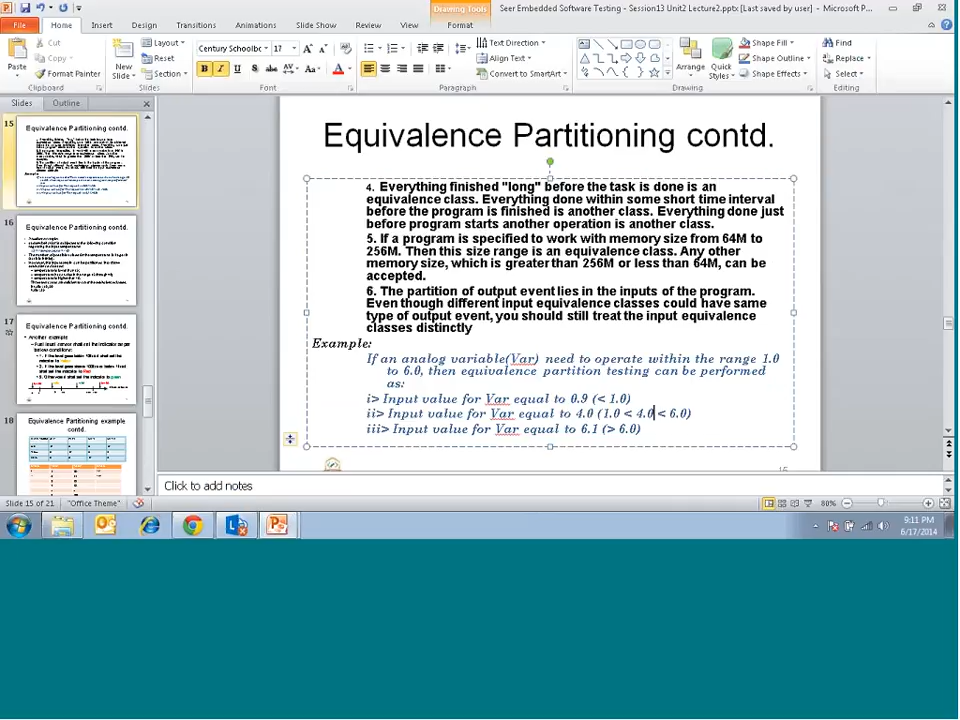 Seer Embedded Software Testing - Session13 Unit2 Lecture2.pptx [Last saved by user] - Microsoft P...
Drawing Tools
File Home Insert Design Transitions Animations Slide Show Review View Format
Paste
Cut
Copy
Format Painter
Clipboard
New
Slide
Layout
Reset
Section
Slides
Century Schoolbc 17
B I U S abc AV Aa A
Font
Paragraph
Text Direction
Align Text
Convert to SmartArt
Arrange
Quick
Styles
Shape Fill
Shape Outline
Shape Effects
Drawing
Find
Replace
Select
Editing
Slides Outline
15
Equivalence Partitioning contd.
16
Equivalence Partitioning contd.
17
Equivalence Partitioning contd.
Another example
18
Equivalence Partitioning example
contd.
Equivalence Partitioning contd.
4. Everything finished "long" before the task is done is an
equivalence class. Everything done within some short time interval
before the program is finished is another class. Everything done just
before program starts another operation is another class.
5. If a program is specified to work with memory size from 64M to
256M. Then this size range is an equivalence class. Any other
memory size, which is greater than 256M or less than 64M, can be
accepted.
6. The partition of output event lies in the inputs of the program.
Even though different input equivalence classes could have same
type of output event, you should still treat the input equivalence
classes distinctly
Example:
If an analog variable(Var) need to operate within the range 1.0
to 6.0, then equivalence partition testing can be performed
as:
i> Input value for Var equal to 0.9 (< 1.0)
ii> Input value for Var equal to 4.0 (1.0 < 4.0 < 6.0)
iii> Input value for Var equal to 6.1 (> 6.0)
Click to add notes
Slide 15 of 21 "Office Theme" 80%
9:11 PM
6/17/2014